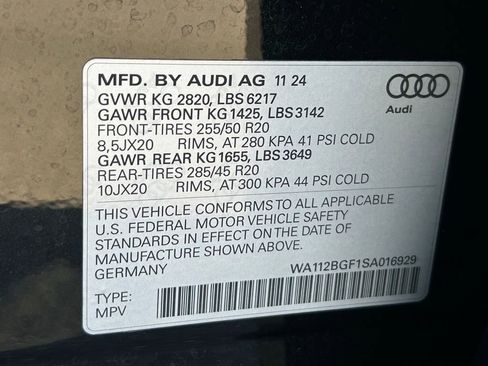 MFD. BY AUDI AG 11 24
GVWR KG 2820, LBS 6217
GAWR FRONT KG 1425, LBS 3142
FRONT-TIRES 255/50 R20
8,5JX20 RIMS, AT 280 KPA 41 PSI COLD
GAWR REAR KG 1655, LBS 3649
REAR-TIRES 285/45 R20
10JX20 RIMS, AT 300 KPA 44 PSI COLD
THIS VEHICLE CONFORMS TO ALL APPLICABLE
U.S. FEDERAL MOTOR VEHICLE SAFETY
STANDARDS IN EFFECT ON THE DATE OF
MANUFACTURE SHOWN ABOVE.
GERMANY WA112BGF1SA016929
TYPE:
MPV
Audi